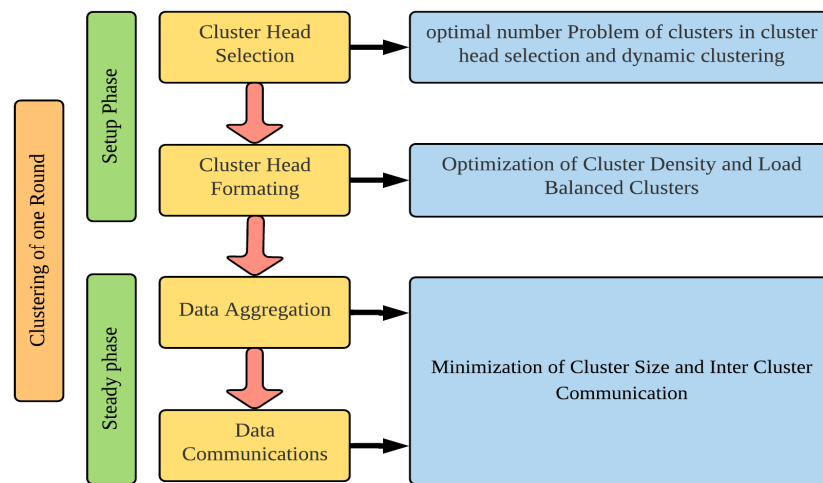 Clustering of one Round
Setup Phase
Cluster Head
Selection
optimal number Problem of clusters in cluster
head selection and dynamic clustering
Cluster Head
Formating
Optimization of Cluster Density and Load
Balanced Clusters
Steady phase
Data Aggregation
Minimization of Cluster Size and Inter Cluster
Communication
Data
Communications